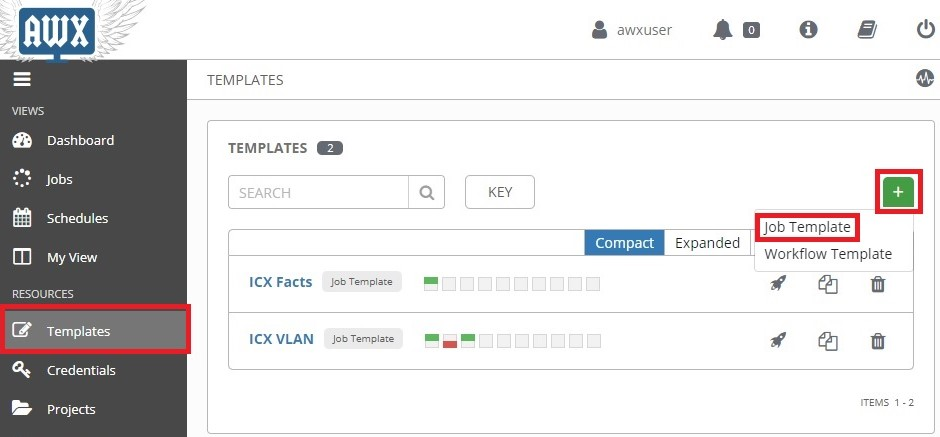 AWX
awxuser
0
VIEWS
TEMPLATES
Dashboard
TEMPLATES 2
Jobs
SEARCH
KEY
+
Schedules
Job Template
Compact
Expanded
Workflow Template
My View
ICX Facts Job Template
RESOURCES
Templates
ICX VLAN Job Template
Credentials
Projects
ITEMS 1 - 2